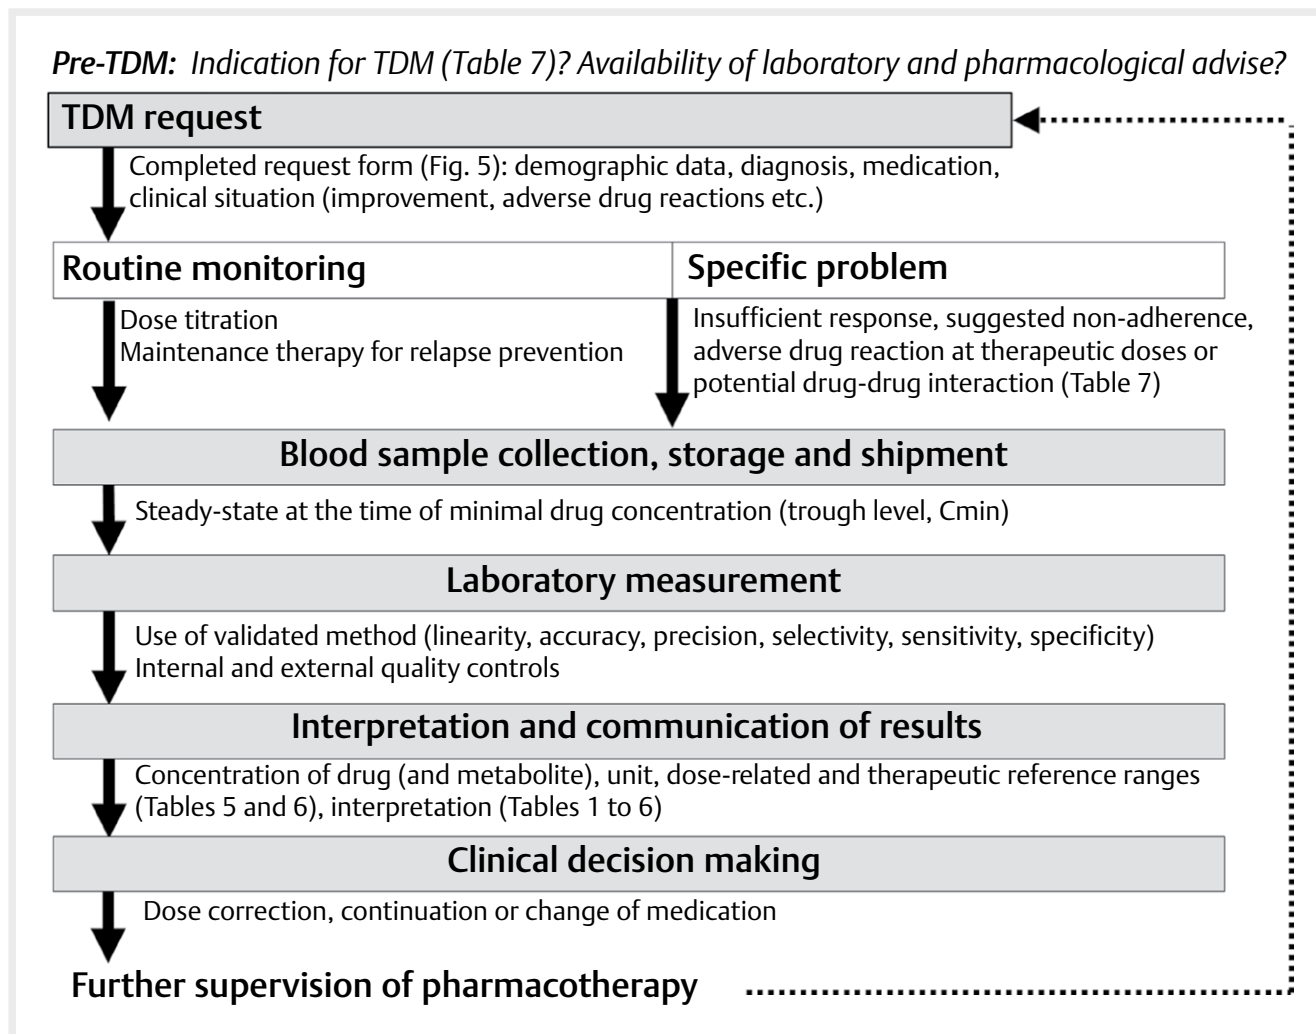 Pre-TDM: Indication for TDM (Table 7)? Availability of laboratory and pharmacological advise?
TDM request
Completed request form (Fig. 5): demographic data, diagnosis, medication,
clinical situation (improvement, adverse drug reactions etc.)
Routine monitoring
Dose titration
Maintenance therapy for relapse prevention
Specific problem
Insufficient response, suggested non-adherence,
adverse drug reaction at therapeutic doses or
potential drug-drug interaction (Table 7)
Blood sample collection, storage and shipment
Steady-state at the time of minimal drug concentration (trough level, Cmin)
Laboratory measurement
Use of validated method (linearity, accuracy, precision, selectivity, sensitivity, specificity)
Internal and external quality controls
Interpretation and communication of results
Concentration of drug (and metabolite), unit, dose-related and therapeutic reference ranges
(Tables 5 and 6), interpretation (Tables 1 to 6)
Clinical decision making
Dose correction, continuation or change of medication
Further supervision of pharmacotherapy